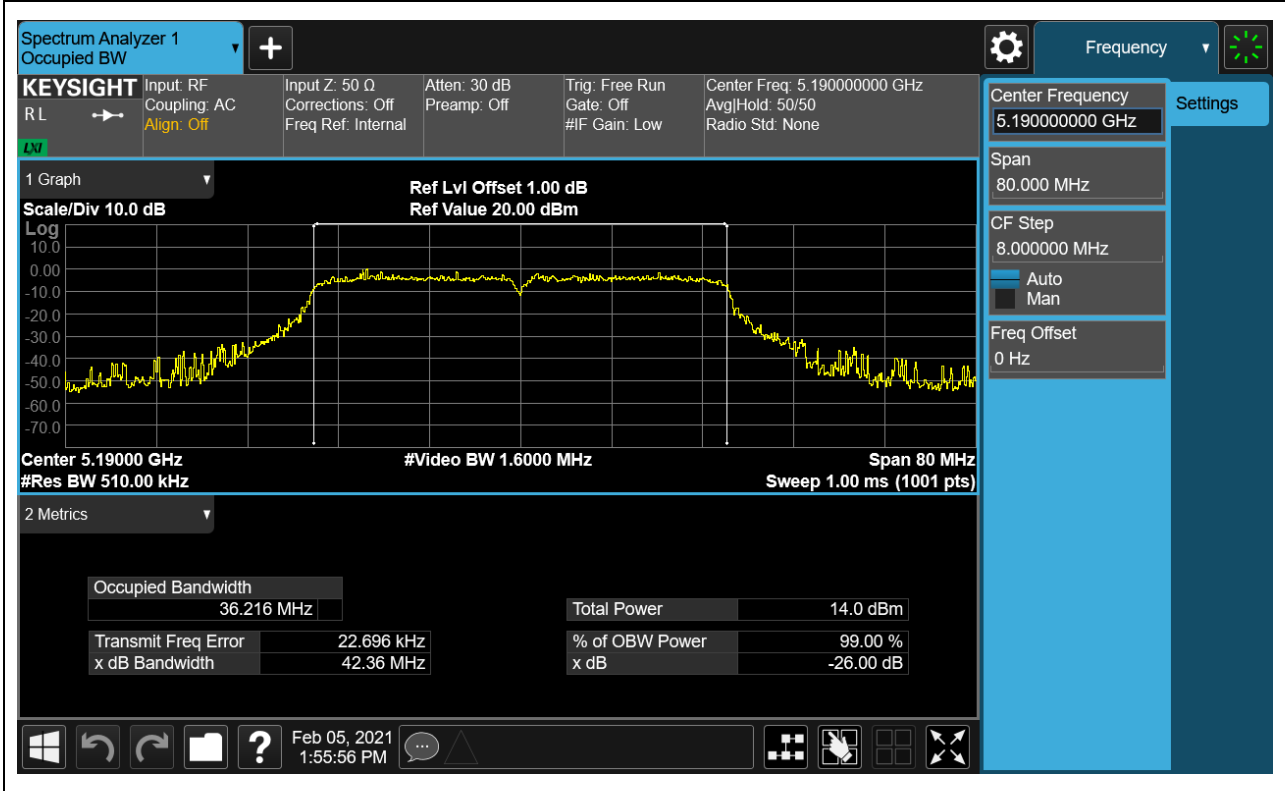 Spectrum Analyzer 1
Occupied BW
▼
+
Frequency
▼
KEYSIGHT
RL
LXI
Input: RF
Coupling: AC
Align: Off
Input Z: 50 Ω
Corrections: Off
Freq Ref: Internal
Atten: 30 dB
Preamp: Off
Trig: Free Run
Gate: Off
#IF Gain: Low
Center Freq: 5.190000000 GHz
Avg|Hold: 50/50
Radio Std: None
Center Frequency
5.190000000 GHz
Settings
Span
80.000 MHz
CF Step
8.000000 MHz
Auto
Man
Freq Offset
0 Hz
1 Graph ▼
Scale/Div 10.0 dB
Ref Lvl Offset 1.00 dB
Ref Value 20.00 dBm
Log
10.0
0.00
-10.0
-20.0
-30.0
-40.0
-50.0
-60.0
-70.0
Center 5.19000 GHz #Video BW 1.6000 MHz Span 80 MHz
#Res BW 510.00 kHz Sweep 1.00 ms (1001 pts)
2 Metrics ▼
Occupied Bandwidth
36.216 MHz
Total Power 14.0 dBm
Transmit Freq Error 22.696 kHz
% of OBW Power 99.00 %
x dB Bandwidth 42.36 MHz
x dB -26.00 dB
?
Feb 05, 2021
1:55:56 PM